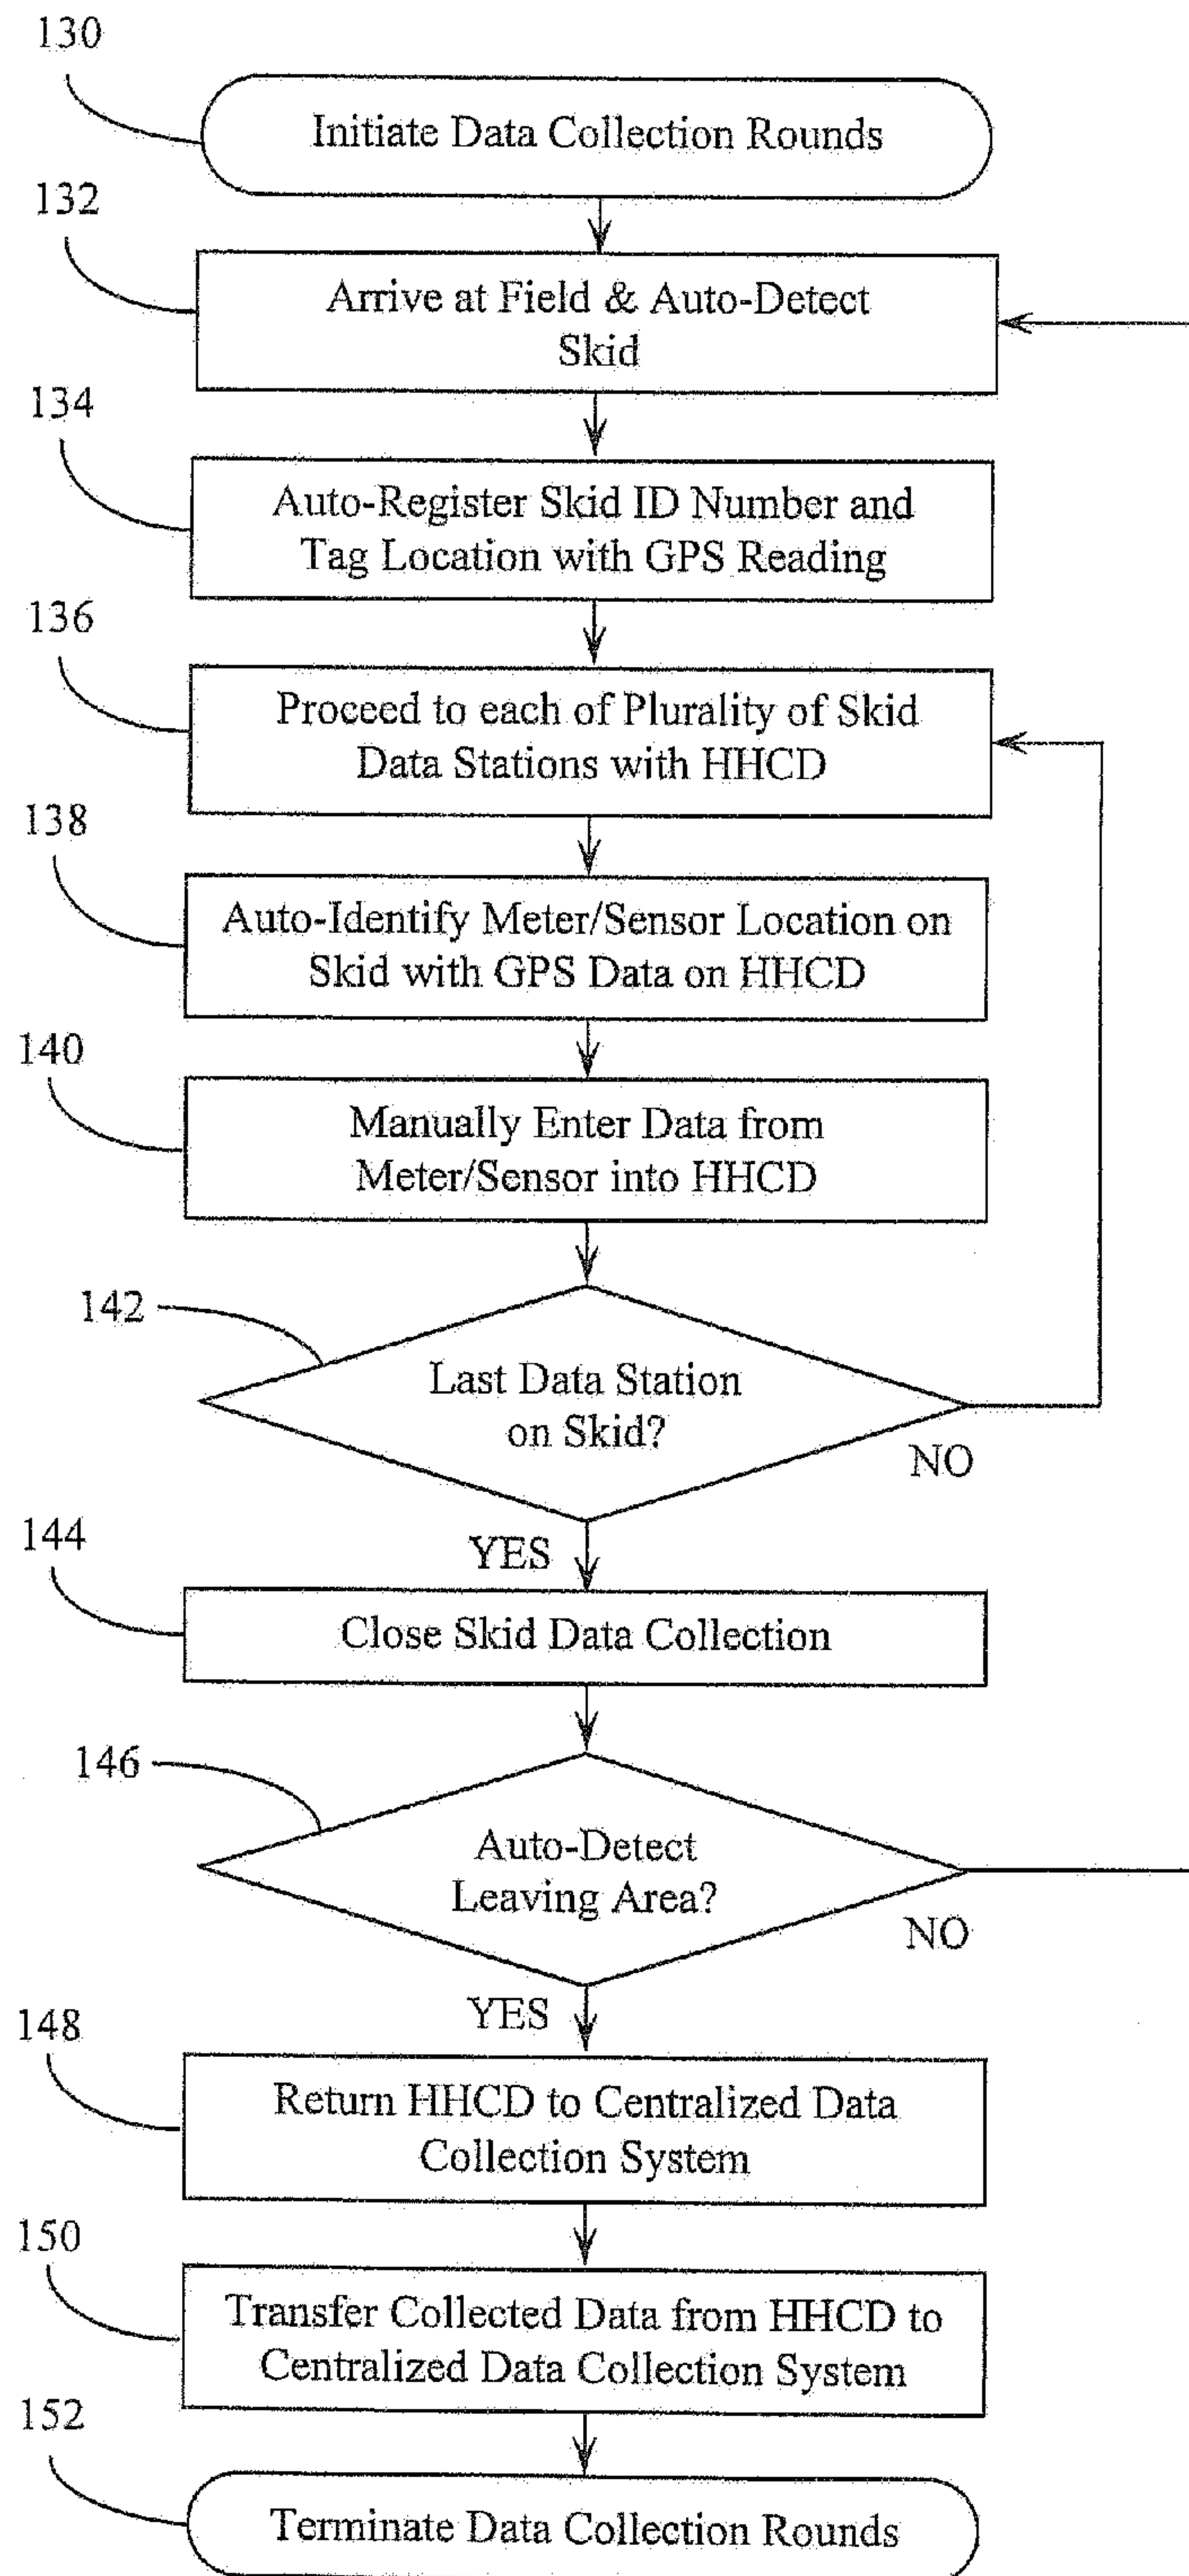 130
Initiate Data Collection Rounds
132
Arrive at Field & Auto-Detect
Skid
134
Auto-Register Skid ID Number and
Tag Location with GPS Reading
136
Proceed to each of Plurality of Skid
Data Stations with HHCD
138
Auto-Identify Meter/Sensor Location on
Skid with GPS Data on HHCD
140
Manually Enter Data from
Meter/Sensor into HHCD
142
Last Data Station
on Skid?
NO
YES
144
Close Skid Data Collection
146
Auto-Detect
Leaving Area?
NO
YES
148
Return HHCD to Centralized Data
Collection System
150
Transfer Collected Data from HHCD to
Centralized Data Collection System
152
Terminate Data Collection Rounds